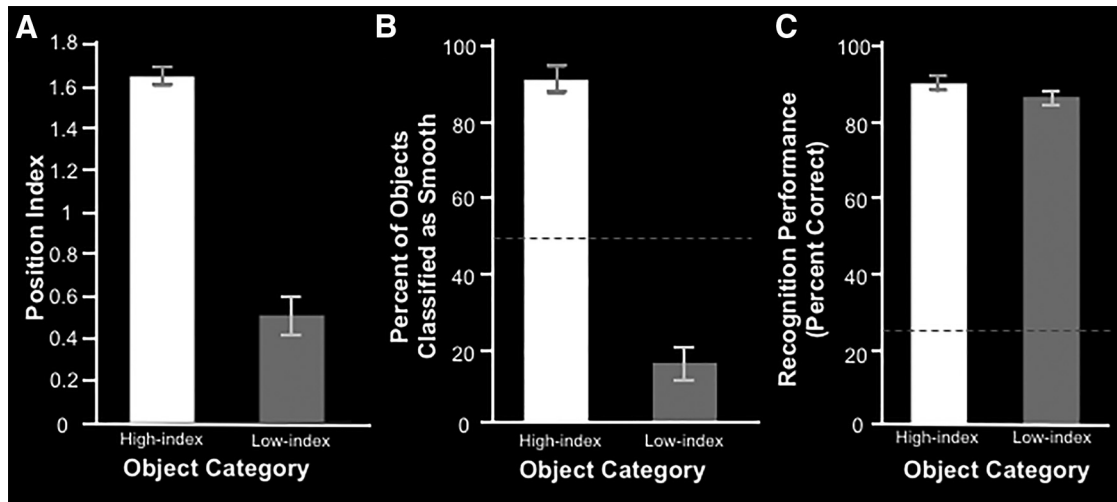 A
Position Index
1.8
1.6
1.4
1.2
1
0.8
0.6
0.4
0.2
0
High-index
Low-index
Object Category
B
Percent of Objects
Classified as Smooth
100
80
60
40
20
0
High-index
Low-index
Object Category
C
Recognition Performance
(Percent Correct)
100
80
60
40
20
0
High-index
Low-index
Object Category